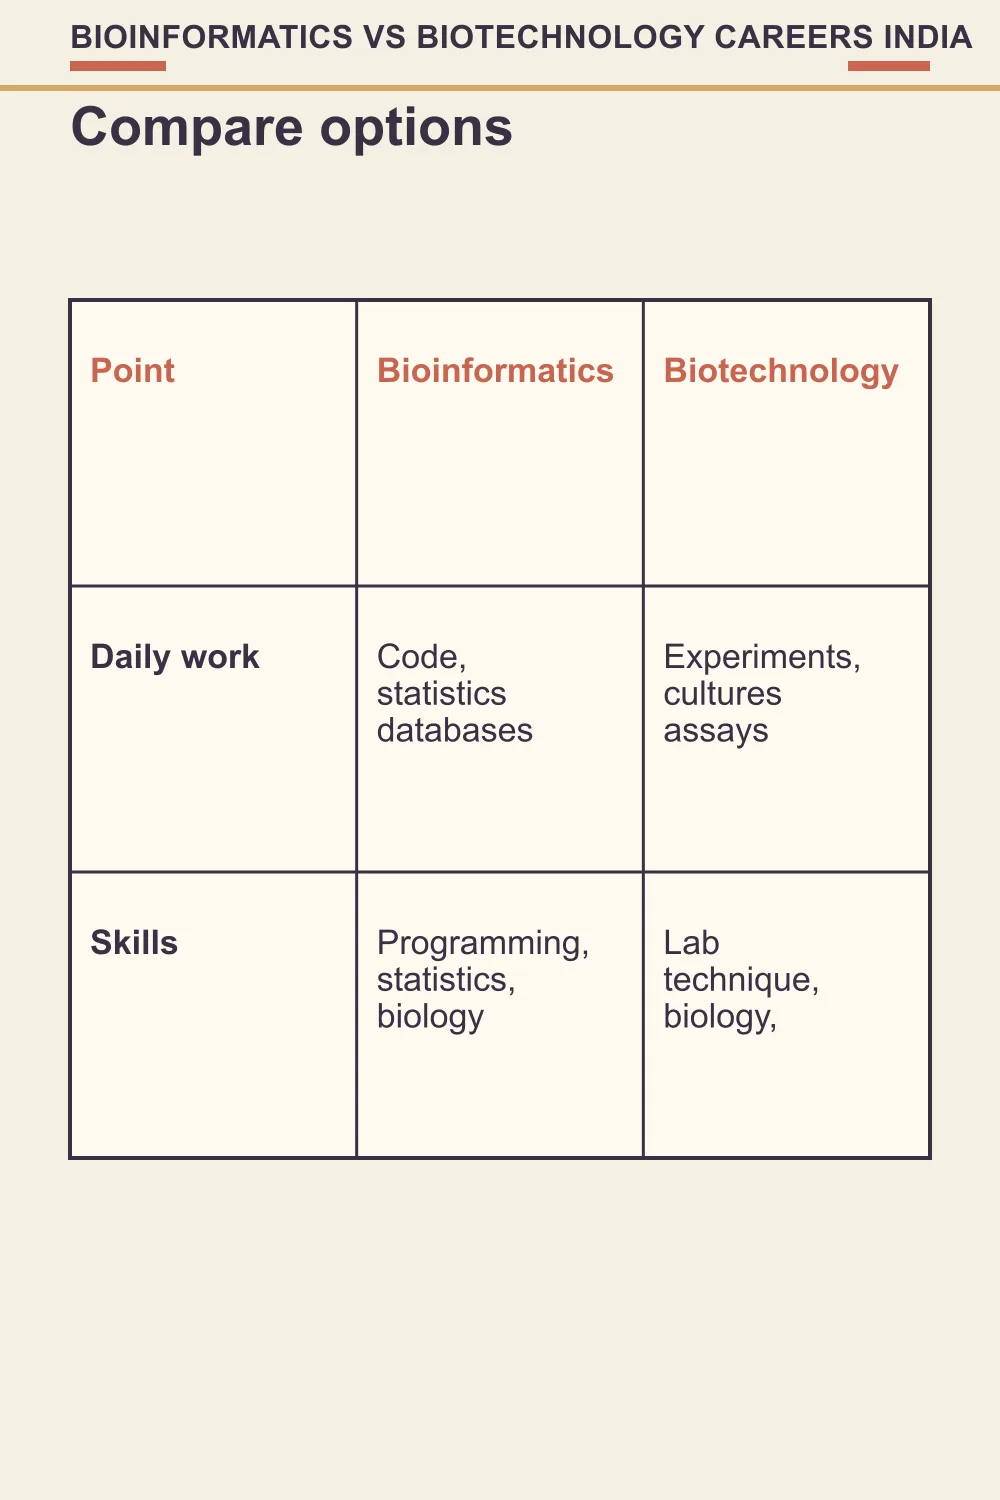 BIOINFORMATICS VS BIOTECHNOLOGY CAREERS INDIA
Compare options
Point
Bioinformatics
Biotechnology
Daily work
Code,
statistics
databases
Experiments,
cultures
assays
Skills
Programming,
statistics,
biology
Lab
technique,
biology,